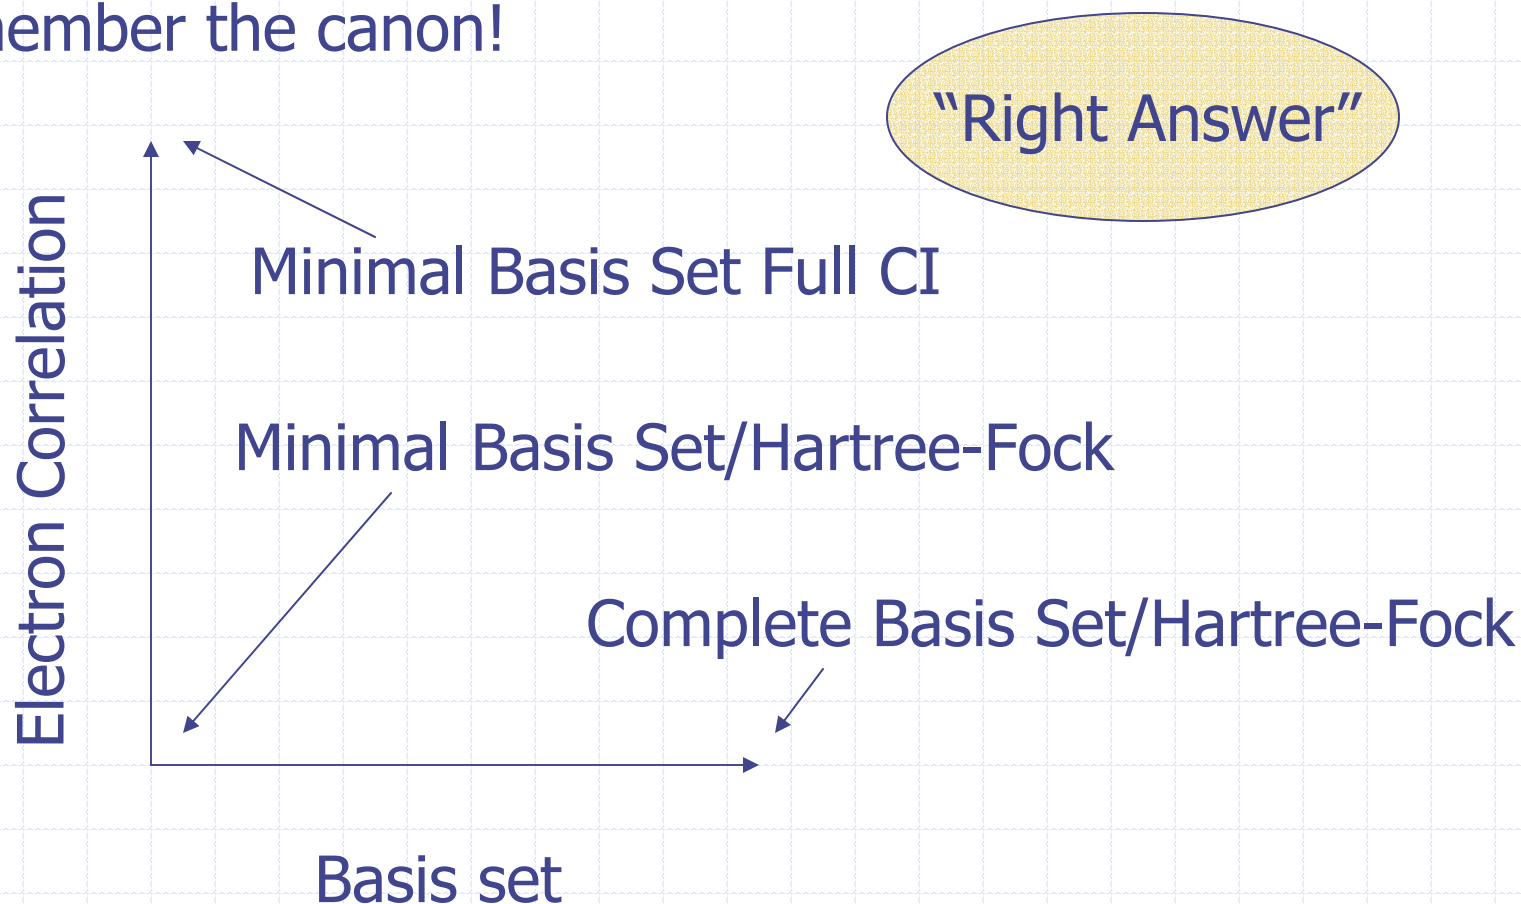 member the canon!
“Right Answer”
Minimal Basis Set Full CI
Electron Correlation
Minimal Basis Set/Hartree-Fock
Complete Basis Set/Hartree-Fock
Basis set